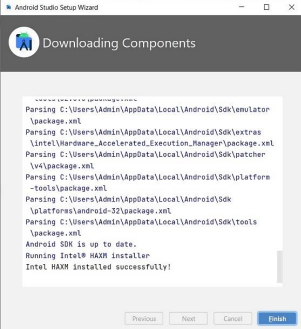 Android Studio Setup Wizard
Downloading Components
Parsing C:\Users\Admin\AppData\Local\Android\Sdk\emulator
\package.xml
Parsing C:\Users\Admin\AppData\Local\Android\Sdk\extras
\intel\Hardware_Accelerated_Execution_Manager\package.xml
Parsing C:\Users\Admin\AppData\Local\Android\Sdk\patcher
\v4\package.xml
Parsing C:\Users\Admin\AppData\Local\Android\Sdk\platform
-tools\package.xml
Parsing C:\Users\Admin\AppData\Local\Android\Sdk
\platforms\android-32\package.xml
Parsing C:\Users\Admin\AppData\Local\Android\Sdk\tools
\package.xml
Android SDK is up to date.
Running Intel® HAXM installer
Intel HAXM installed successfully!
Previous Next Cancel Finish